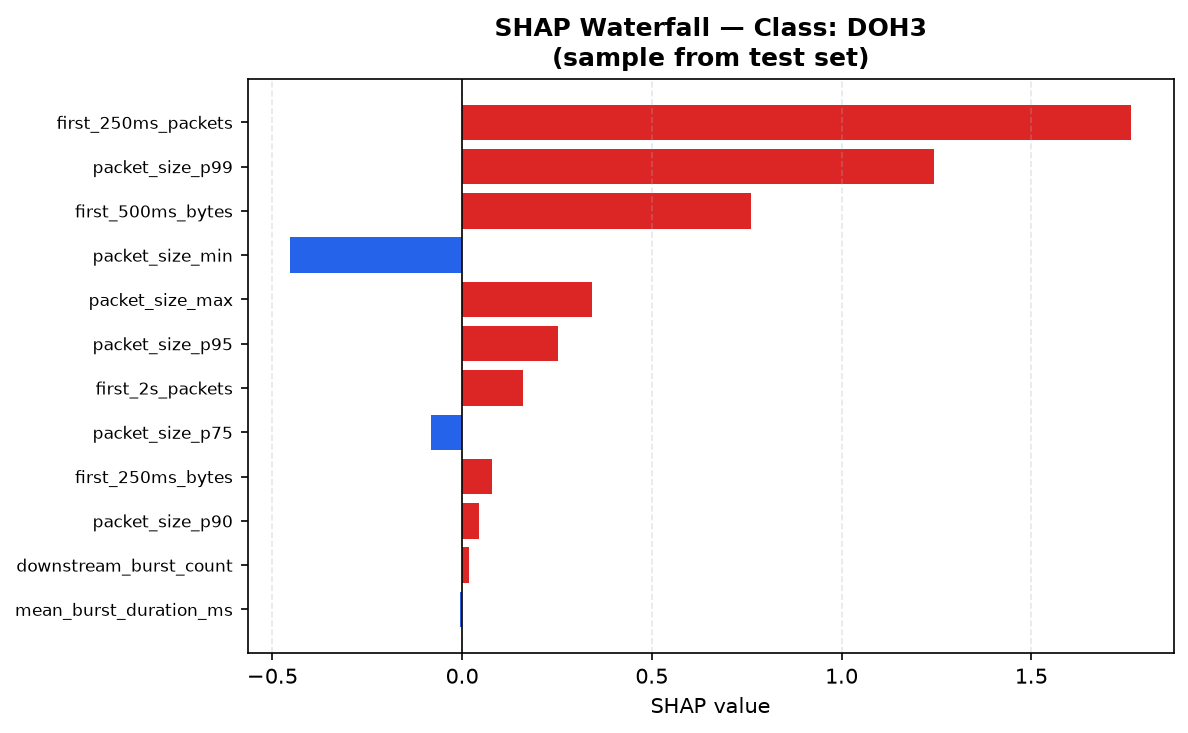 SHAP Waterfall — Class: DOH3
(sample from test set)
first_250ms_packets
packet_size_p99
first_500ms_bytes
packet_size_min
packet_size_max
packet_size_p95
first_2s_packets
packet_size_p75
first_250ms_bytes
packet_size_p90
downstream_burst_count
mean_burst_duration_ms
−0.5 0.0 0.5 1.0 1.5
SHAP value